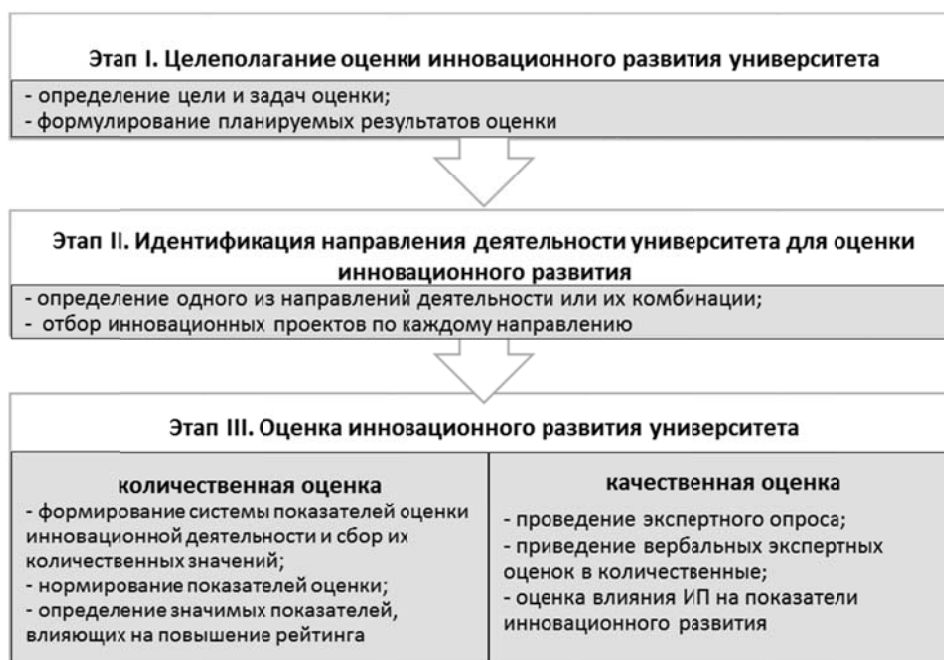 Этап I. Целеполагание оценки инновационного развития университета
- определение цели и задач оценки;
- формулирование планируемых результатов оценки
Этап II. Идентификация направления деятельности университета для оценки
инновационного развития
- определение одного из направлений деятельности или их комбинации;
- отбор инновационных проектов по каждому направлению
Этап III. Оценка инновационного развития университета
количественная оценка
- формирование системы показателей оценки
инновационной деятельности и сбор их
количественных значений;
- нормирование показателей оценки;
- определение значимых показателей,
влияющих на повышение рейтинга
качественная оценка
- проведение экспертного опроса;
- приведение вербальных экспертных
оценок в количественные;
- оценка влияния ИП на показатели
инновационного развития